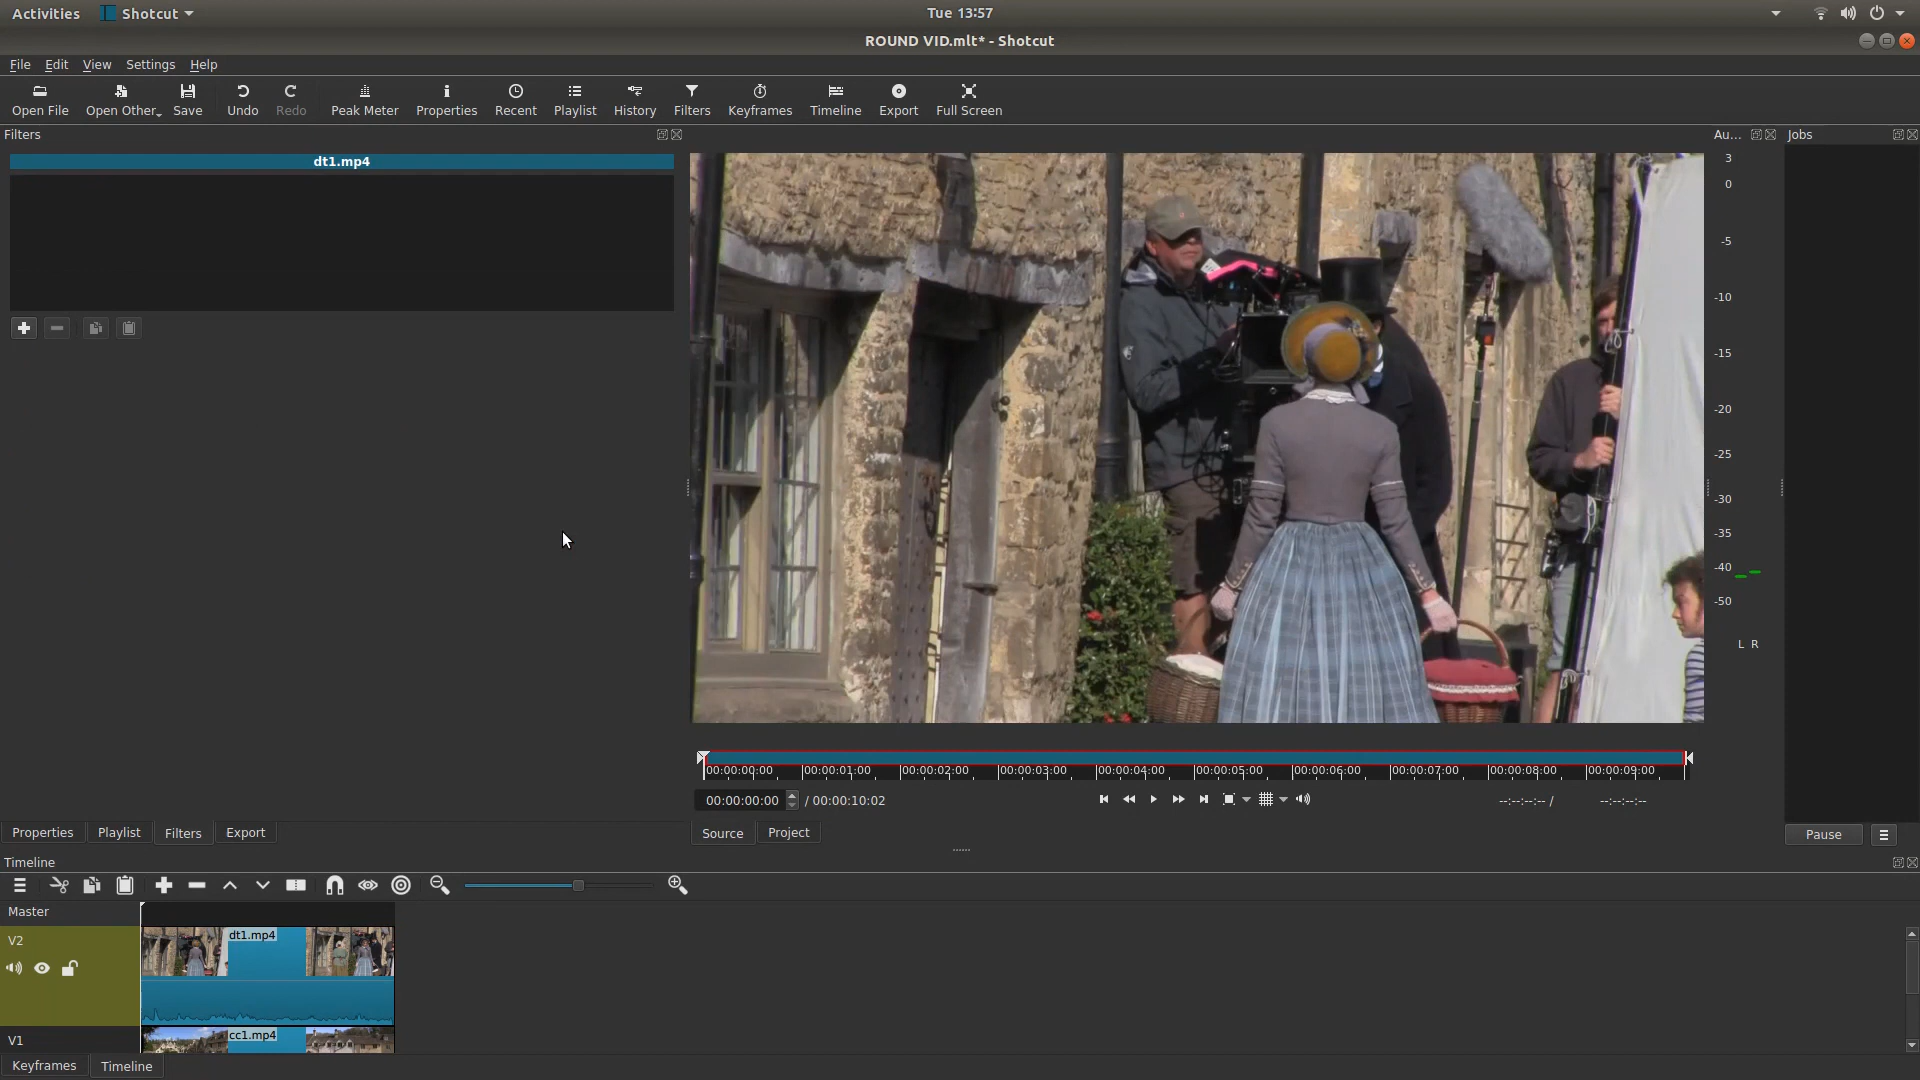 Activities Shotcut Tue 13:57
ROUND VID.mlt* - Shotcut
File Edit View Settings Help
Open File Open Other Save Undo Redo Peak Meter Properties Recent Playlist History Filters Keyframes Timeline Export Full Screen
Filters Au... Jobs
dt1.mp4
3
0
-5
-10
-15
-20
-25
-30
-35
-40
-50
L R
00:00:00:00 00:00:01:00 00:00:02:00 00:00:03:00 00:00:04:00 00:00:05:00 00:00:06:00 00:00:07:00 00:00:08:00 00:00:09:00
00:00:00:00 / 00:00:10:02 --:--:--:-- / --:--:--:--
Properties Playlist Filters Export Source Project Pause
Timeline
Master
V2 dt1.mp4
V1 cc1.mp4
Keyframes Timeline